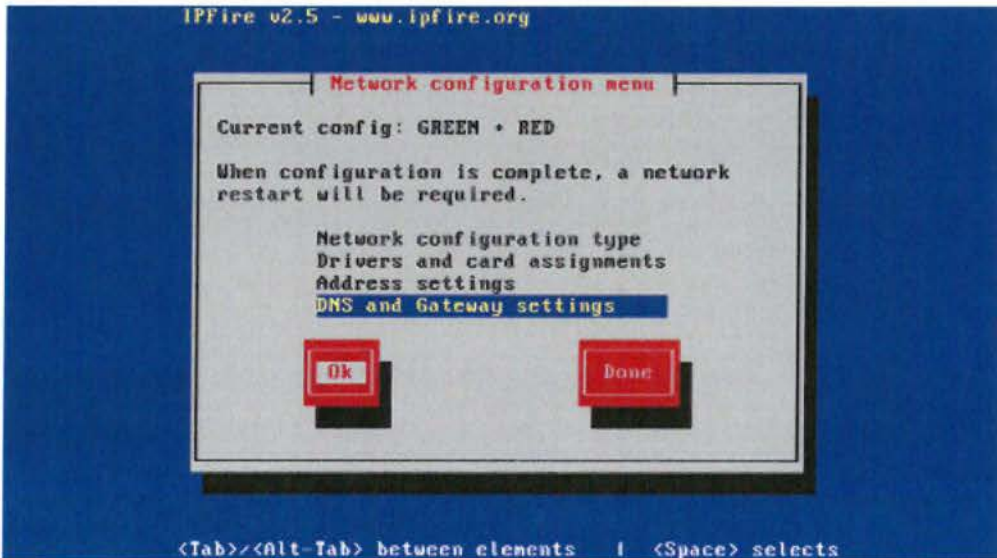 IPFire v2.5 - www.ipfire.org
Network configuration menu
Current config: GREEN + RED
When configuration is complete, a network
restart will be required.
Network configuration type
Drivers and card assignments
Address settings
DNS and Gateway settings
Ok
Done
<Tab>/<Alt-Tab> between elements | <Space> selects